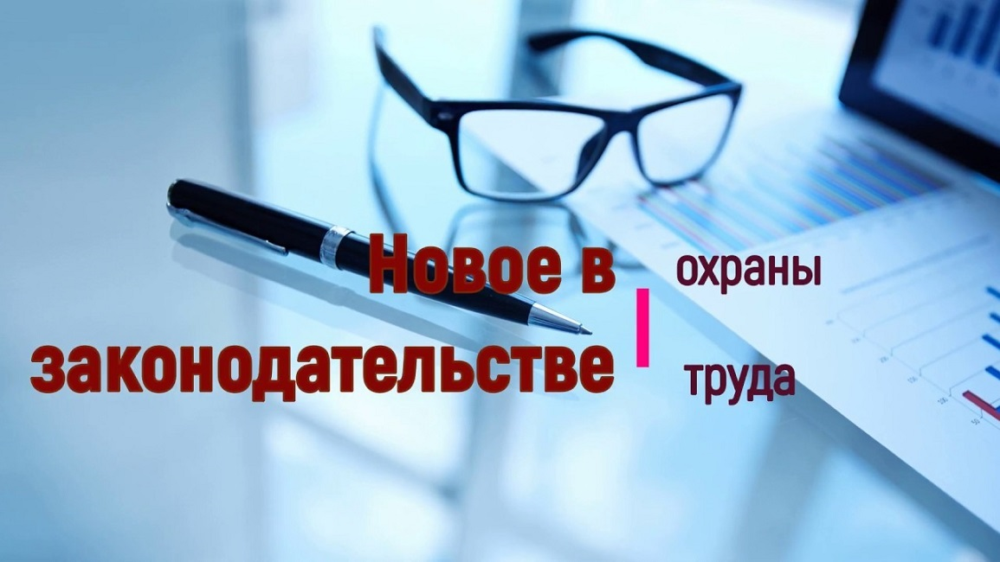 Новое в
законодательстве
охраны
труда